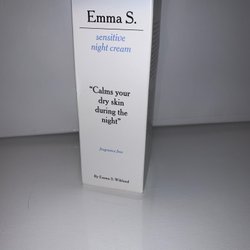 Emma S.
sensitive
night cream
“Calms your
dry skin
during the
night”
fragrance free
By Emma S. Wiklund